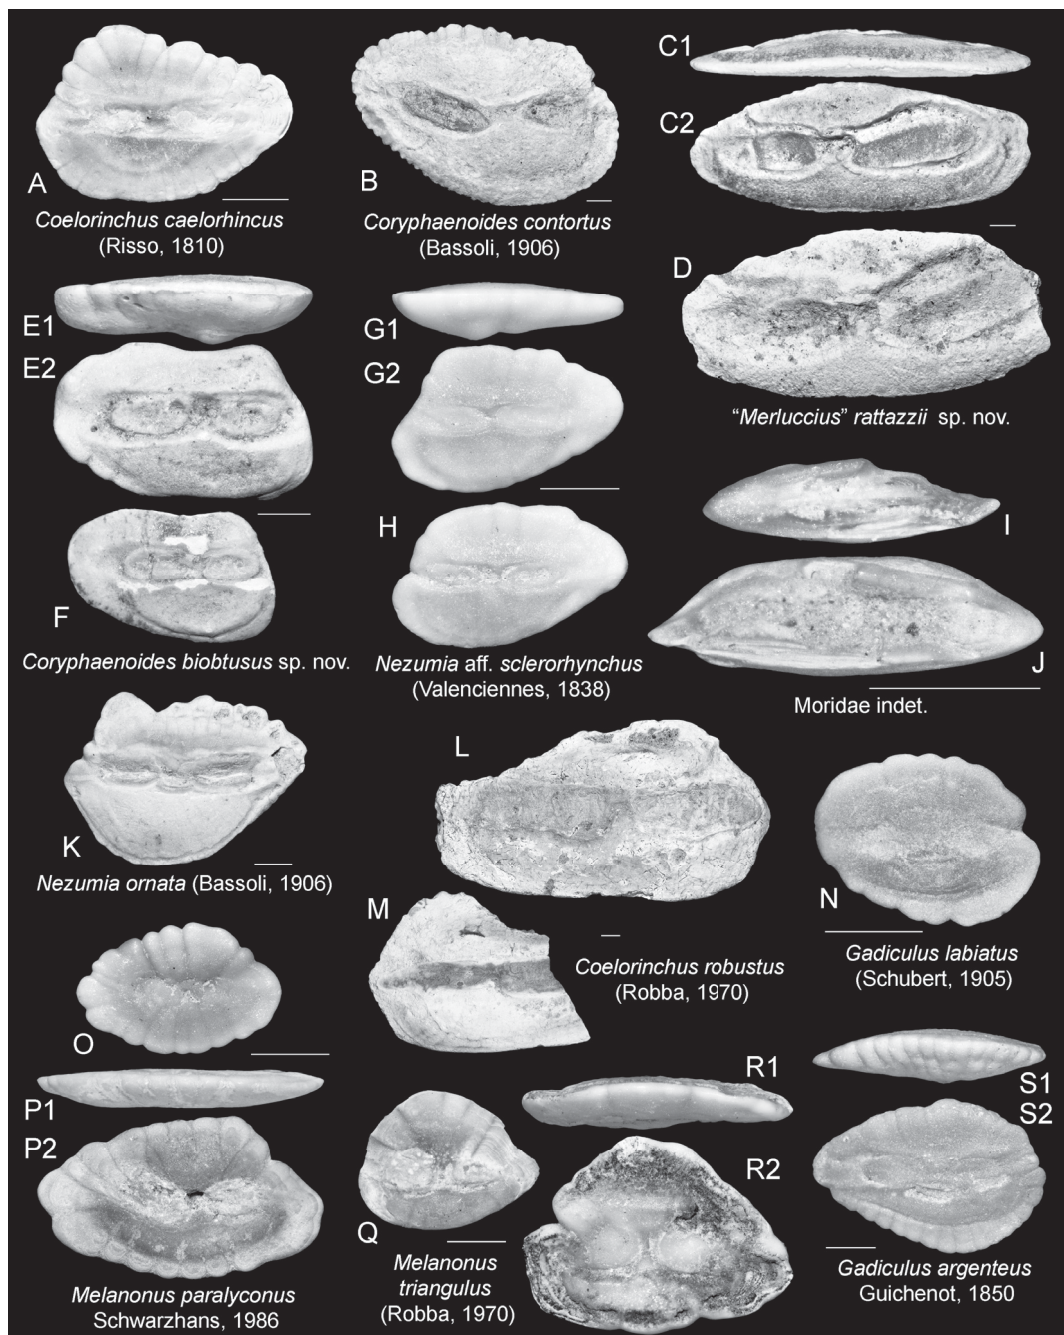 A
Coelorinchus caelorhincus
(Risso, 1810)
B
Coryphaenoides contortus
(Bassoli, 1906)
C1
C2
D
“Merluccius” rattazzii sp. nov.
E1
E2
F
Coryphaenoides biobtusus sp. nov.
G1
G2
H
Nezumia aff. sclerorhynchus
(Valenciennes, 1838)
I
J
Moridae indet.
K
Nezumia ornata (Bassoli, 1906)
L
M
Coelorinchus robustus
(Robba, 1970)
N
Gadiculus labiatus
(Schubert, 1905)
O
P1
P2
Melanonus paralyconus
Schwarzhans, 1986
Q
Melanonus
triangulus
(Robba, 1970)
R1
R2
S1
S2
Gadiculus argenteus
Guichenot, 1850